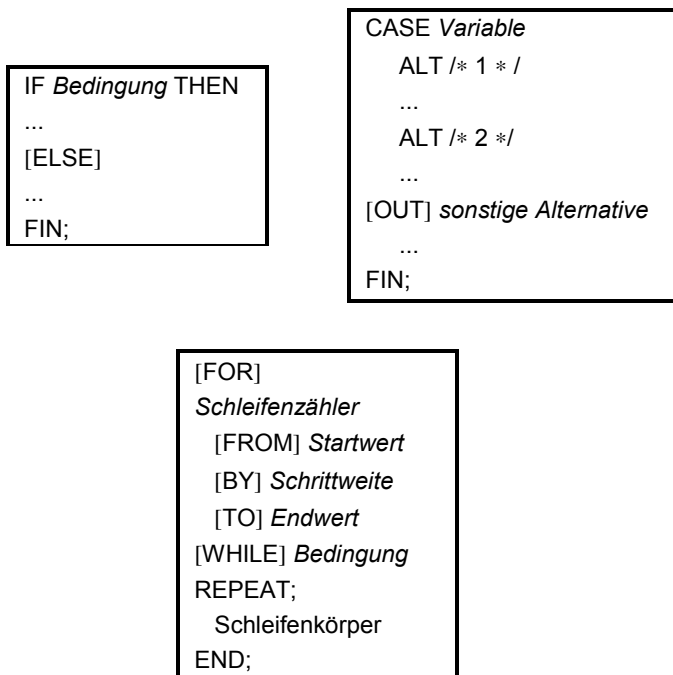 IF Bedingung THEN
...
[ELSE]
...
FIN;
CASE Variable
ALT /∗ 1 ∗ /
...
ALT /∗ 2 ∗/
...
[OUT] sonstige Alternative
...
FIN;
[FOR]
Schleifenzähler
[FROM] Startwert
[BY] Schrittweite
[TO] Endwert
[WHILE] Bedingung
REPEAT;
Schleifenkörper
END;